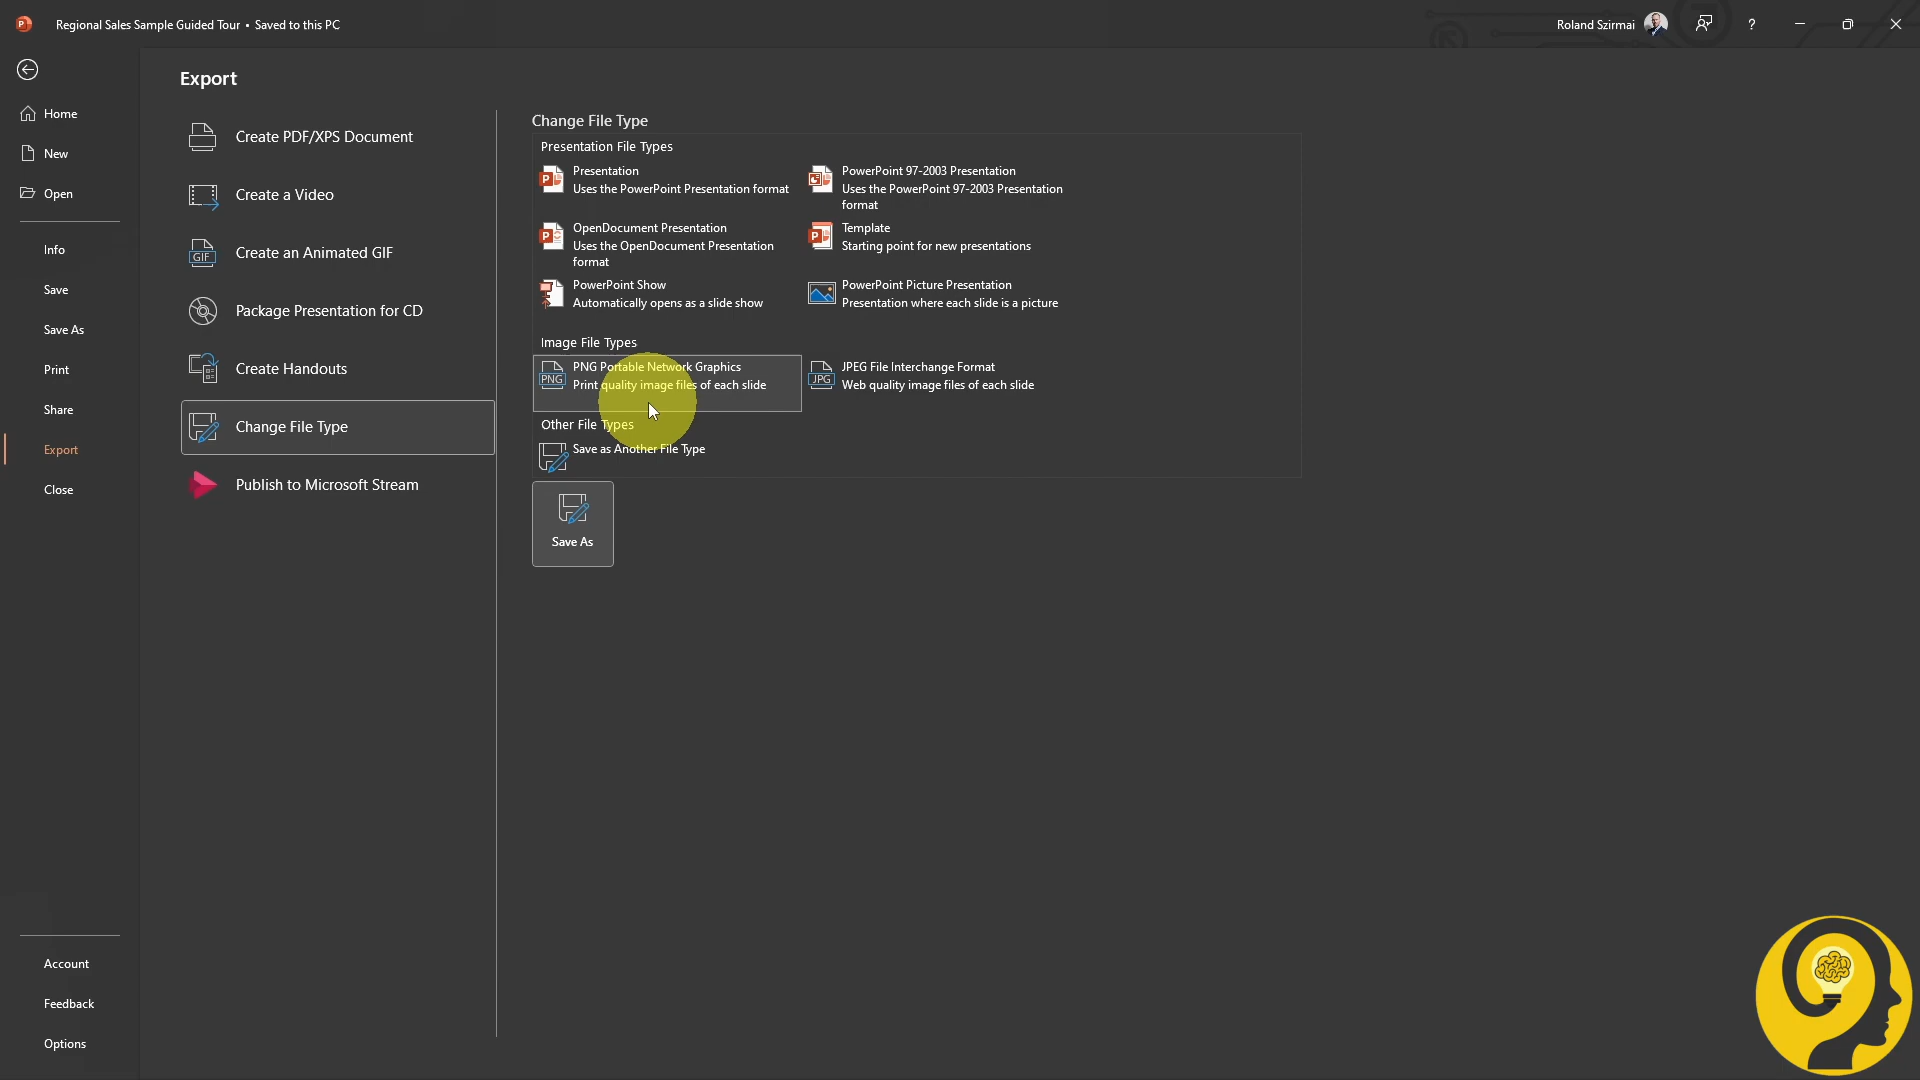 Regional Sales Sample Guided Tour • Saved to this PC
Roland Szirmai
?
Home
New
Open
Info
Save
Save As
Print
Share
Export
Close
Account
Feedback
Options
Export
Create PDF/XPS Document
Create a Video
GIF
Create an Animated GIF
Package Presentation for CD
Create Handouts
Change File Type
Publish to Microsoft Stream
Change File Type
Presentation File Types
Presentation
Uses the PowerPoint Presentation format
PowerPoint 97-2003 Presentation
Uses the PowerPoint 97-2003 Presentation
format
OpenDocument Presentation
Uses the OpenDocument Presentation
format
Template
Starting point for new presentations
PowerPoint Show
Automatically opens as a slide show
PowerPoint Picture Presentation
Presentation where each slide is a picture
Image File Types
PNG
PNG Portable Network Graphics
Print quality image files of each slide
JPG
JPEG File Interchange Format
Web quality image files of each slide
Other File Types
Save as Another File Type
Save As